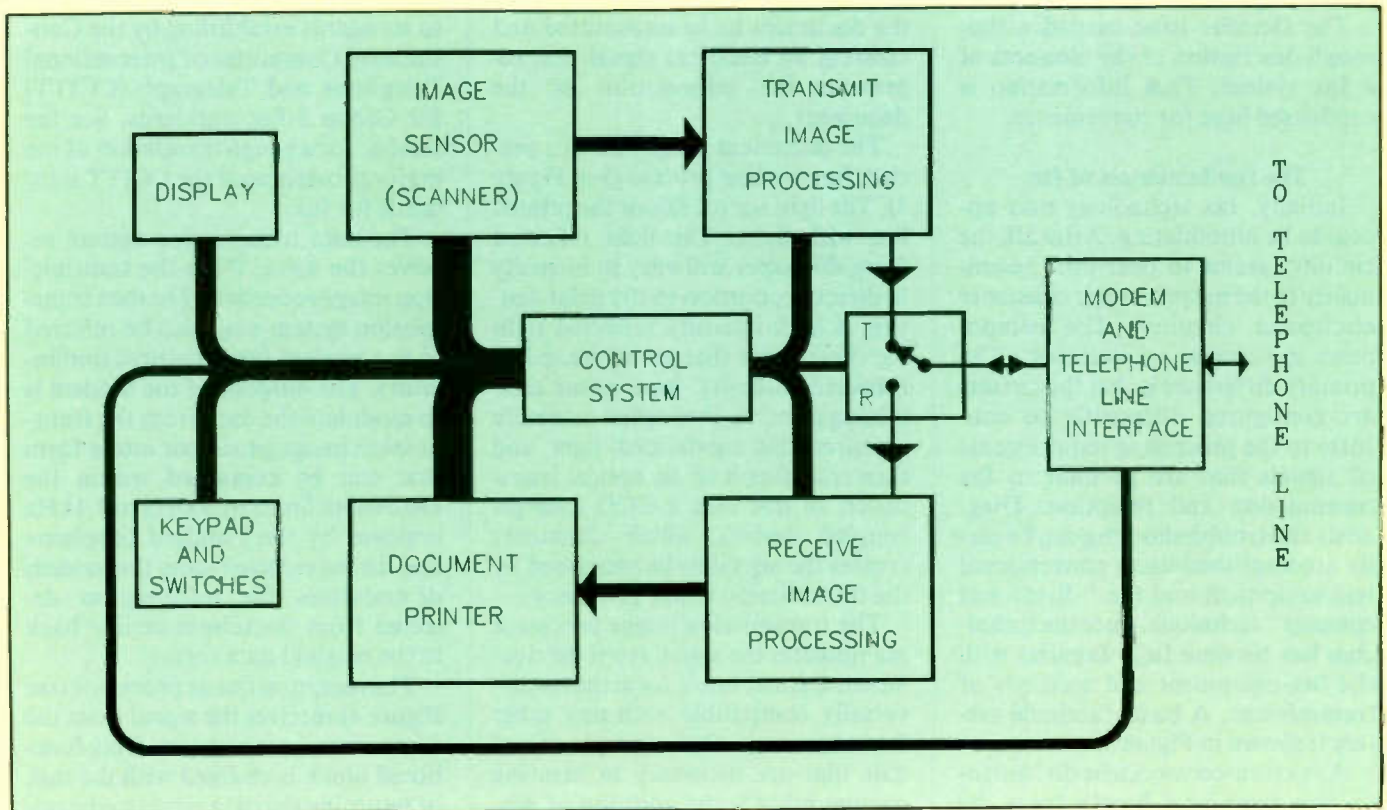 DISPLAY
IMAGE
SENSOR
(SCANNER)
TRANSMIT
IMAGE
PROCESSING
CONTROL
SYSTEM
T
R
MODEM
AND
TELEPHONE
LINE
INTERFACE
TO TELEPHONE LINE
KEYPAD
AND
SWITCHES
DOCUMENT
PRINTER
RECEIVE
IMAGE
PROCESSING